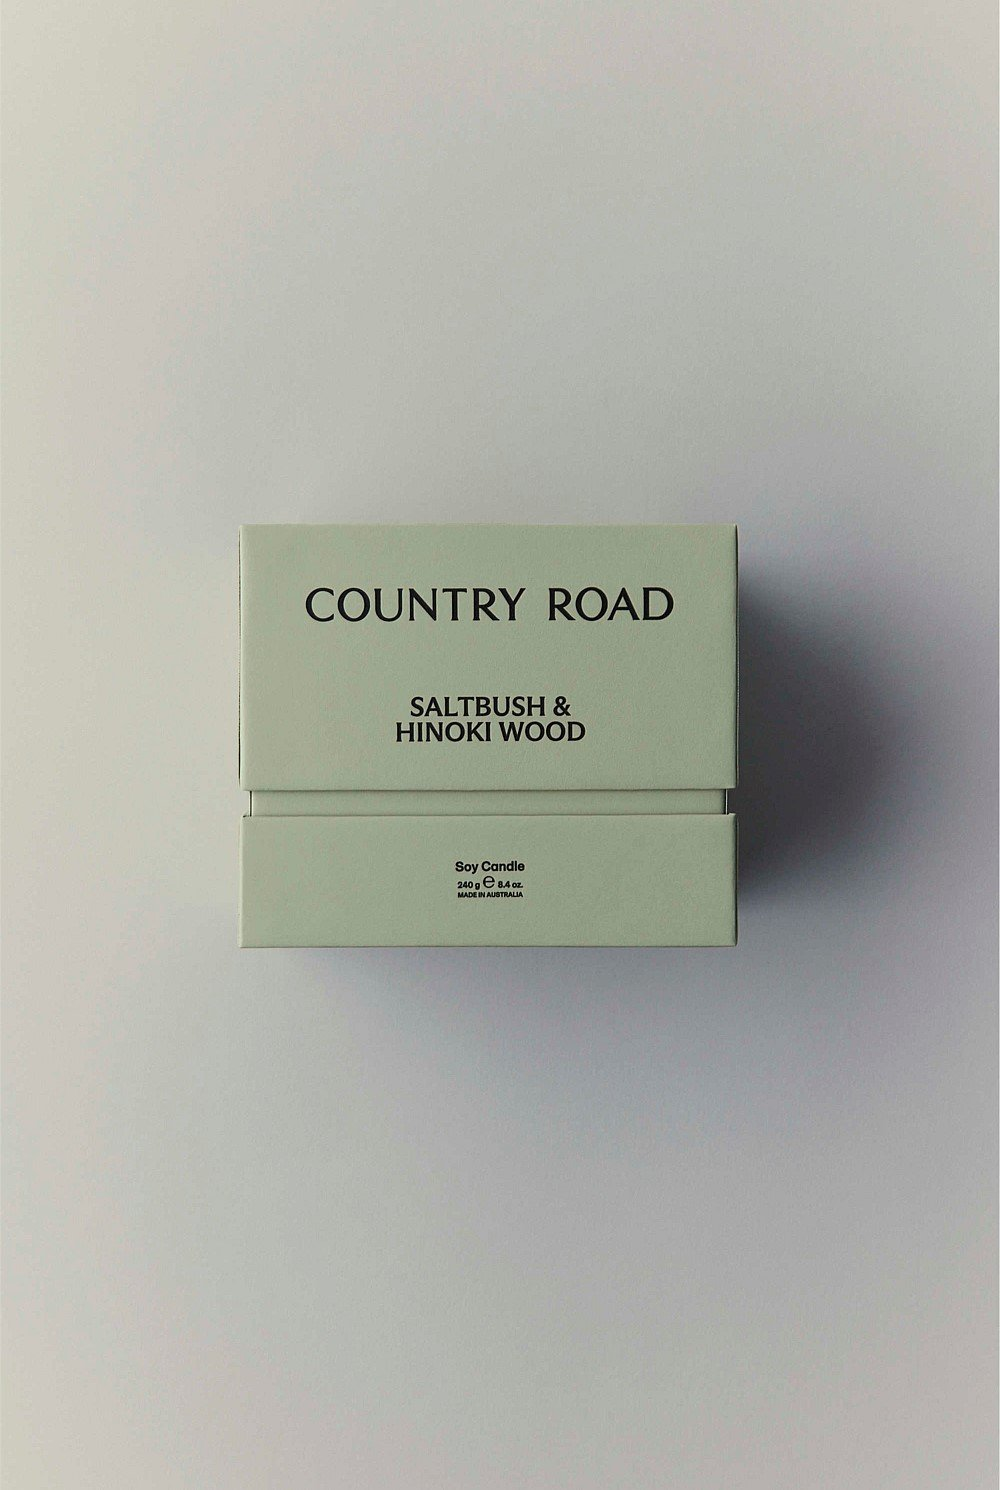 COUNTRY ROAD
SALTBUSH &
HINOKI WOOD
Soy Candle
240 g ℮ 8.4 oz.
MADE IN AUSTRALIA